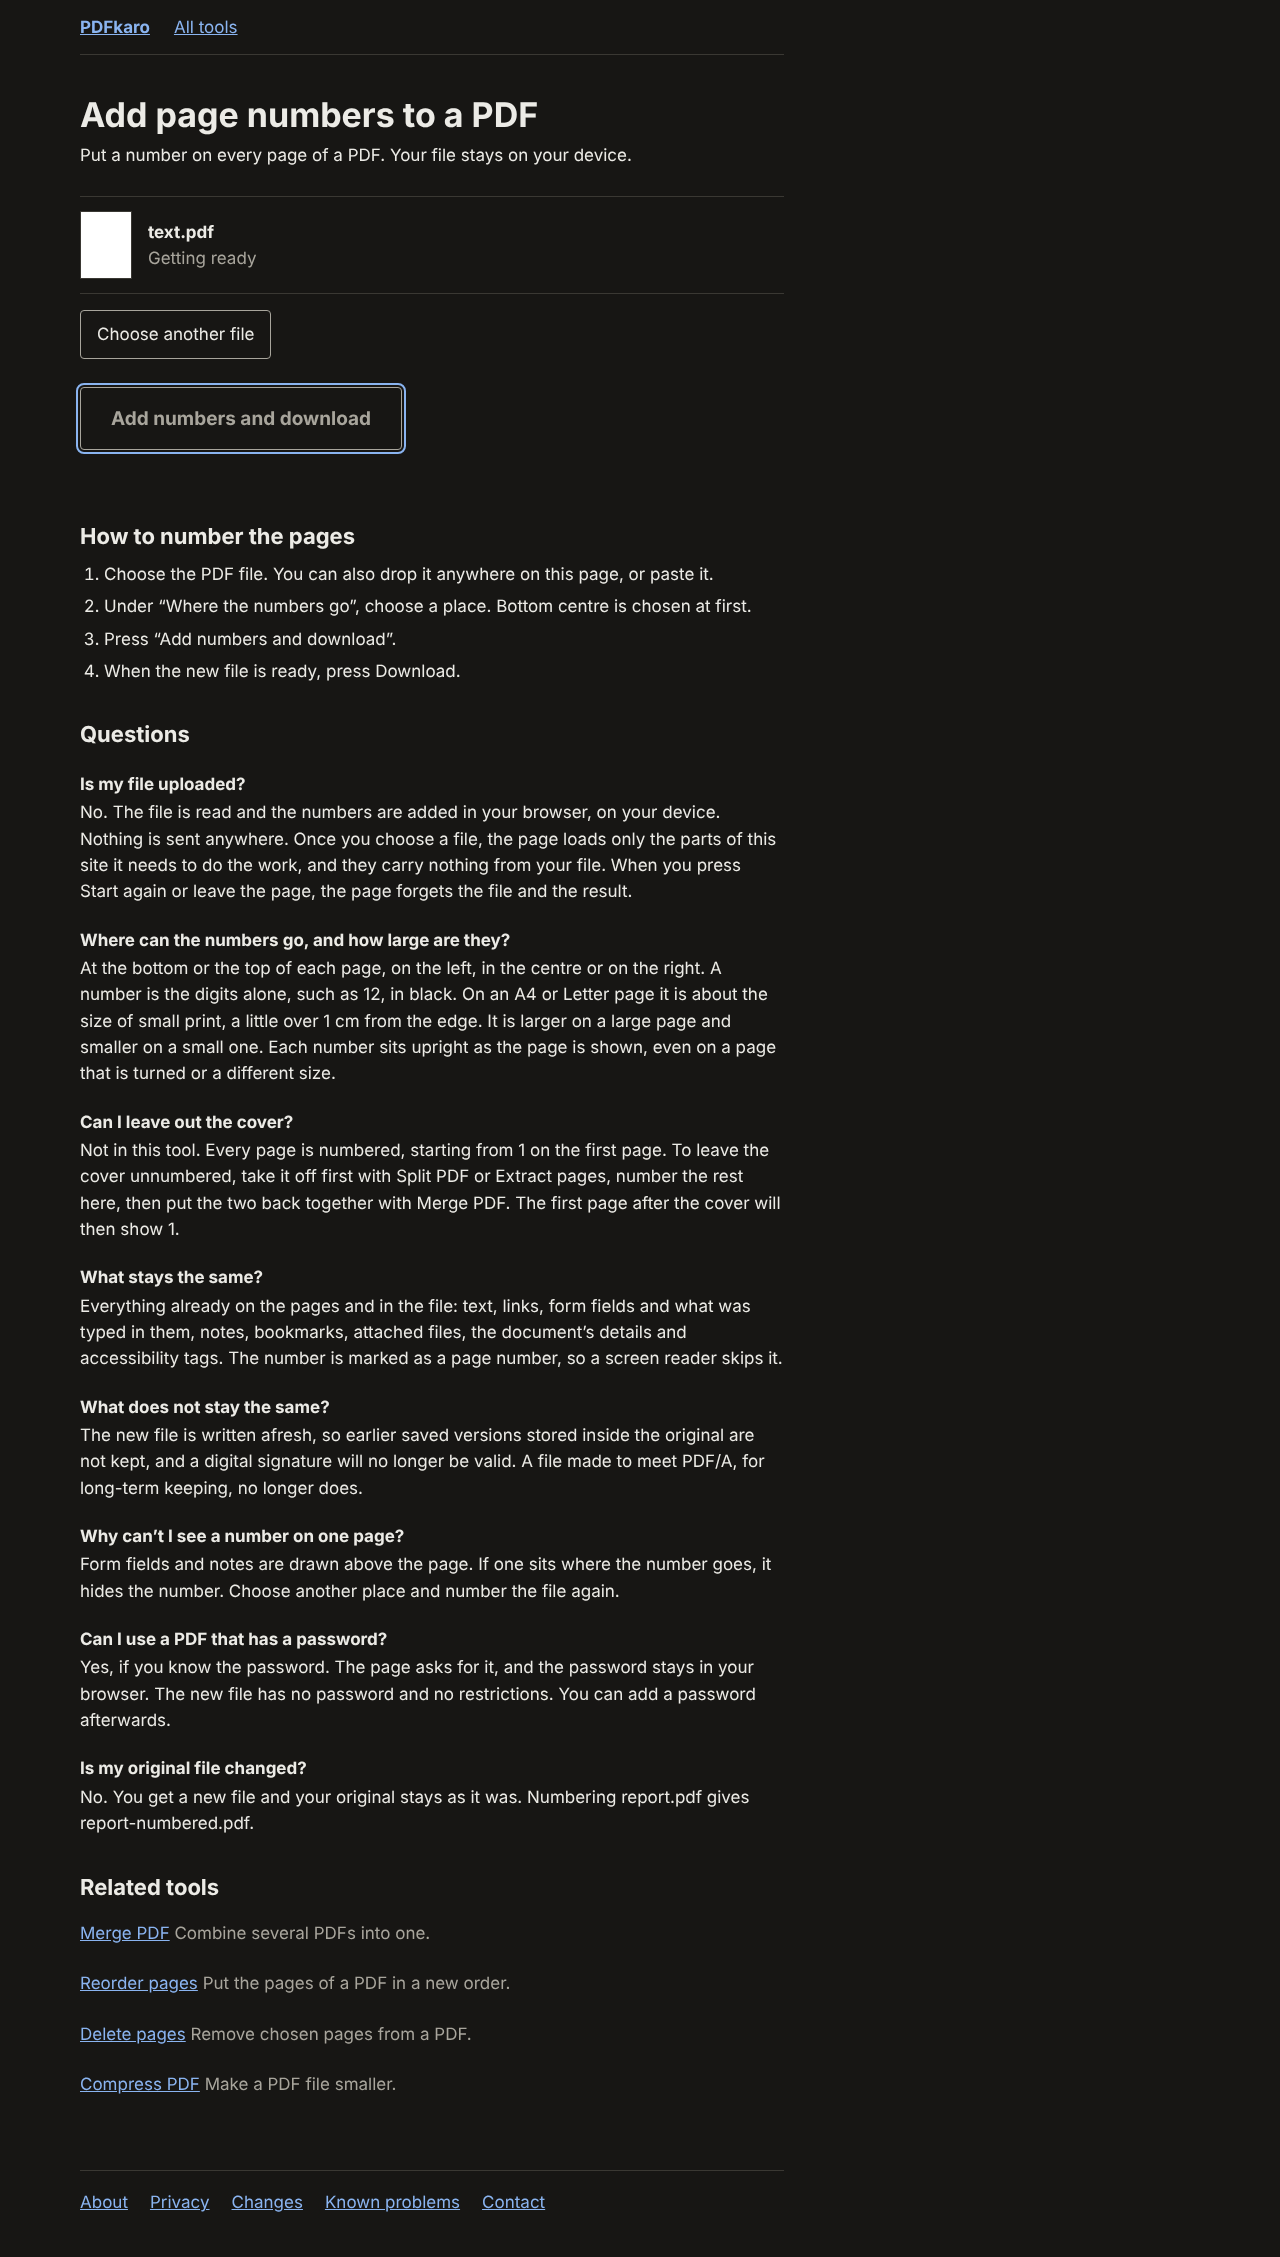 PDFkaro All tools
Add page numbers to a PDF
Put a number on every page of a PDF. Your file stays on your device.
text.pdf
Getting ready
Choose another file
Add numbers and download
How to number the pages
1. Choose the PDF file. You can also drop it anywhere on this page, or paste it.
2. Under “Where the numbers go”, choose a place. Bottom centre is chosen at first.
3. Press “Add numbers and download”.
4. When the new file is ready, press Download.
Questions
Is my file uploaded?
No. The file is read and the numbers are added in your browser, on your device.
Nothing is sent anywhere. Once you choose a file, the page loads only the parts of this
site it needs to do the work, and they carry nothing from your file. When you press
Start again or leave the page, the page forgets the file and the result.
Where can the numbers go, and how large are they?
At the bottom or the top of each page, on the left, in the centre or on the right. A
number is the digits alone, such as 12, in black. On an A4 or Letter page it is about the
size of small print, a little over 1 cm from the edge. It is larger on a large page and
smaller on a small one. Each number sits upright as the page is shown, even on a page
that is turned or a different size.
Can I leave out the cover?
Not in this tool. Every page is numbered, starting from 1 on the first page. To leave the
cover unnumbered, take it off first with Split PDF or Extract pages, number the rest
here, then put the two back together with Merge PDF. The first page after the cover will
then show 1.
What stays the same?
Everything already on the pages and in the file: text, links, form fields and what was
typed in them, notes, bookmarks, attached files, the document’s details and
accessibility tags. The number is marked as a page number, so a screen reader skips it.
What does not stay the same?
The new file is written afresh, so earlier saved versions stored inside the original are
not kept, and a digital signature will no longer be valid. A file made to meet PDF/A, for
long-term keeping, no longer does.
Why can’t I see a number on one page?
Form fields and notes are drawn above the page. If one sits where the number goes, it
hides the number. Choose another place and number the file again.
Can I use a PDF that has a password?
Yes, if you know the password. The page asks for it, and the password stays in your
browser. The new file has no password and no restrictions. You can add a password
afterwards.
Is my original file changed?
No. You get a new file and your original stays as it was. Numbering report.pdf gives
report-numbered.pdf.
Related tools
Merge PDF Combine several PDFs into one.
Reorder pages Put the pages of a PDF in a new order.
Delete pages Remove chosen pages from a PDF.
Compress PDF Make a PDF file smaller.
About Privacy Changes Known problems Contact